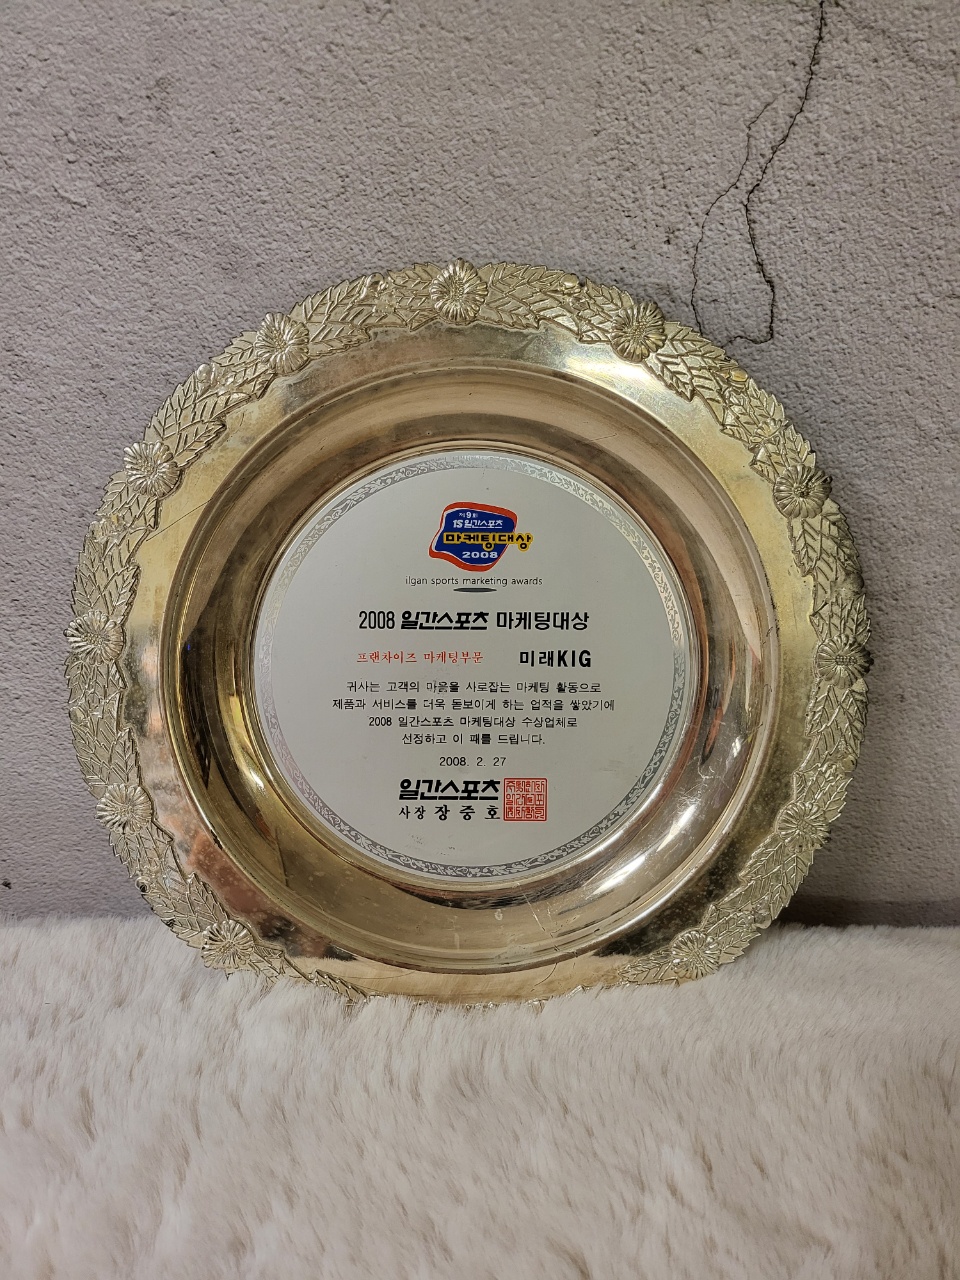 제9회
IS 일간스포츠
마케팅대상
2008
ilgan sports marketing awards
2008 일간스포츠 마케팅대상
프랜차이즈 마케팅부문 미래KIG
귀사는 고객의 마음을 사로잡는 마케팅 활동으로
제품과 서비스를 더욱 돋보이게 하는 업적을 쌓았기에
2008 일간스포츠 마케팅대상 수상업체로
선정하고 이 패를 드립니다.
2008. 2. 27
일간스포츠
사장 장중호